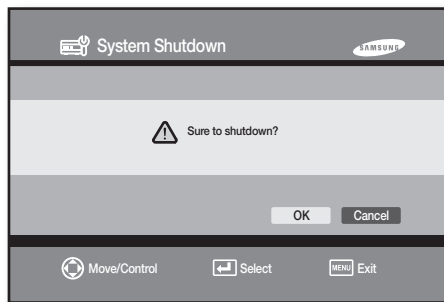 System Shutdown
SAMSUNG
Sure to shutdown?
OK Cancel
Move/Control Select MENU Exit